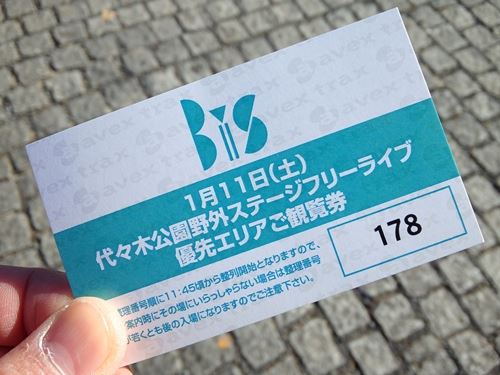 BiS
1月11日(土)
代々木公園野外ステージフリーライブ
優先エリアご観覧券
178
整理番号順に11:45頃から整列開始となりますので、
案内時にその場にいらっしゃらない場合は整理番号
が若くとも後の入場になりますのでご注意下さい。
avex trax